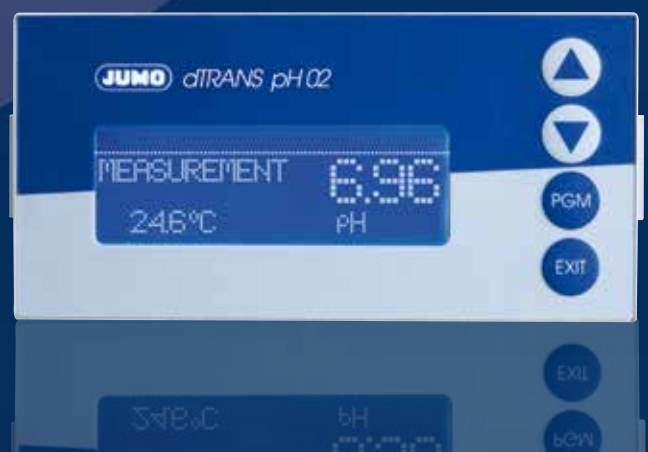 JUMO dTRANS pH 02
MEASUREMENT 6.96
24.6°C pH
PGM
EXIT